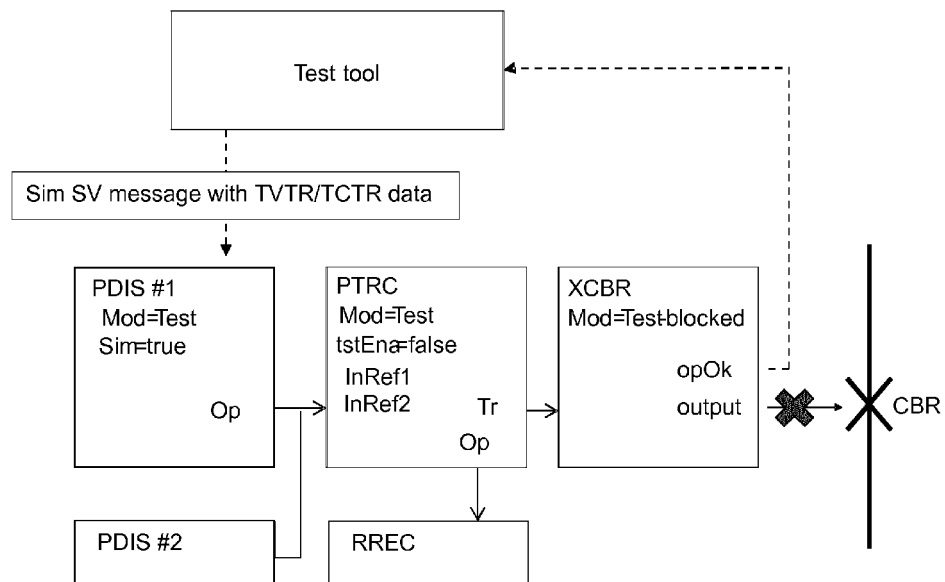 Test tool
Sim SV message with TVTR/TCTR data
PDIS #1
Mod=Test
Sim=true
Op
PTRC
Mod=Test
tstEna=false
InRef1
InRef2
Tr
Op
XCBR
Mod=Test-blocked
opOk
output
CBR
PDIS #2
RREC